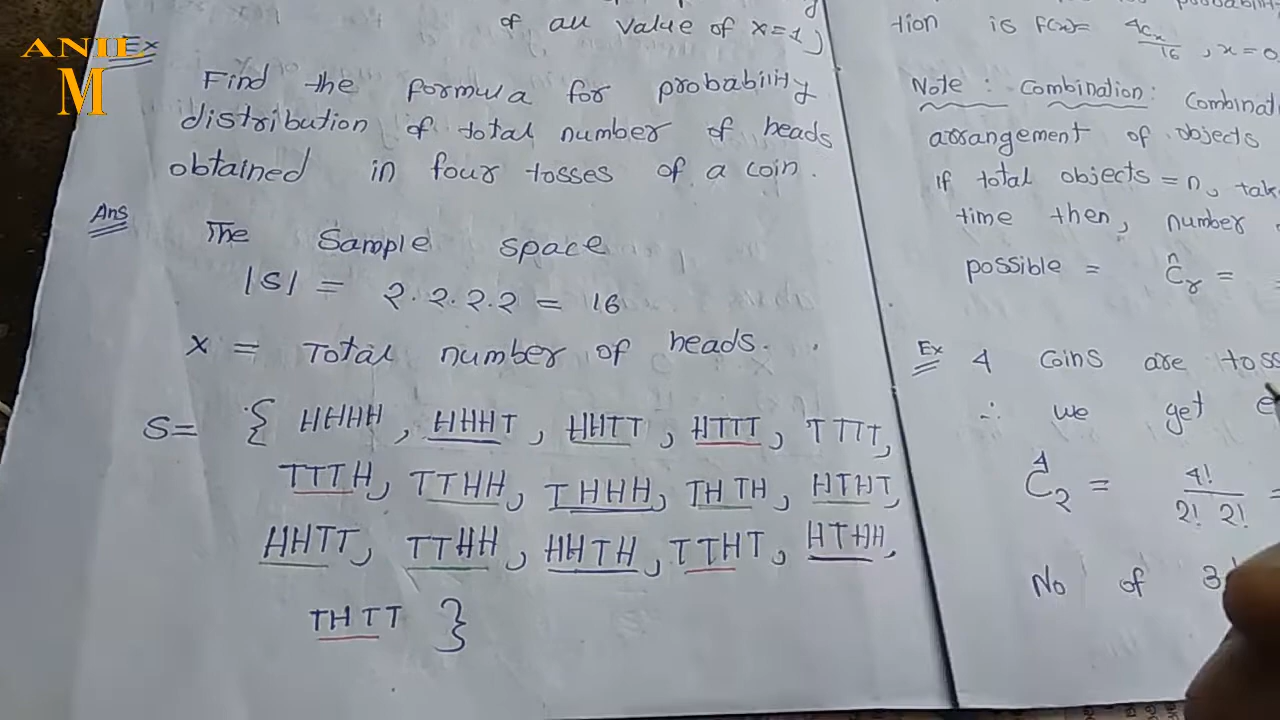 ANIL
M
of all value of x=1)
Ex
Find the formula for probability
distribution of total number of heads
obtained in four tosses of a coin.
Ans
The Sample space
|S| = 2.2.2.2 = 16
X = Total number of heads.
S= { HHHH, HHHT, HHTT, HTTT, TTTT,
TTTH, TTHH, THHH, THTH, HTHT,
HHTT, TTHH, HHTH, TTHT, HTHH,
THTT }
tion is f(x)= 4Cx/16 , x=0
Note: Combination: Combinat
arrangement of objects
If total objects = n, tak
time then, number
possible = nCr =
Ex 4 Coins are toss
∴ we get e
4C2 = 4!/2! 2! =
No of 3